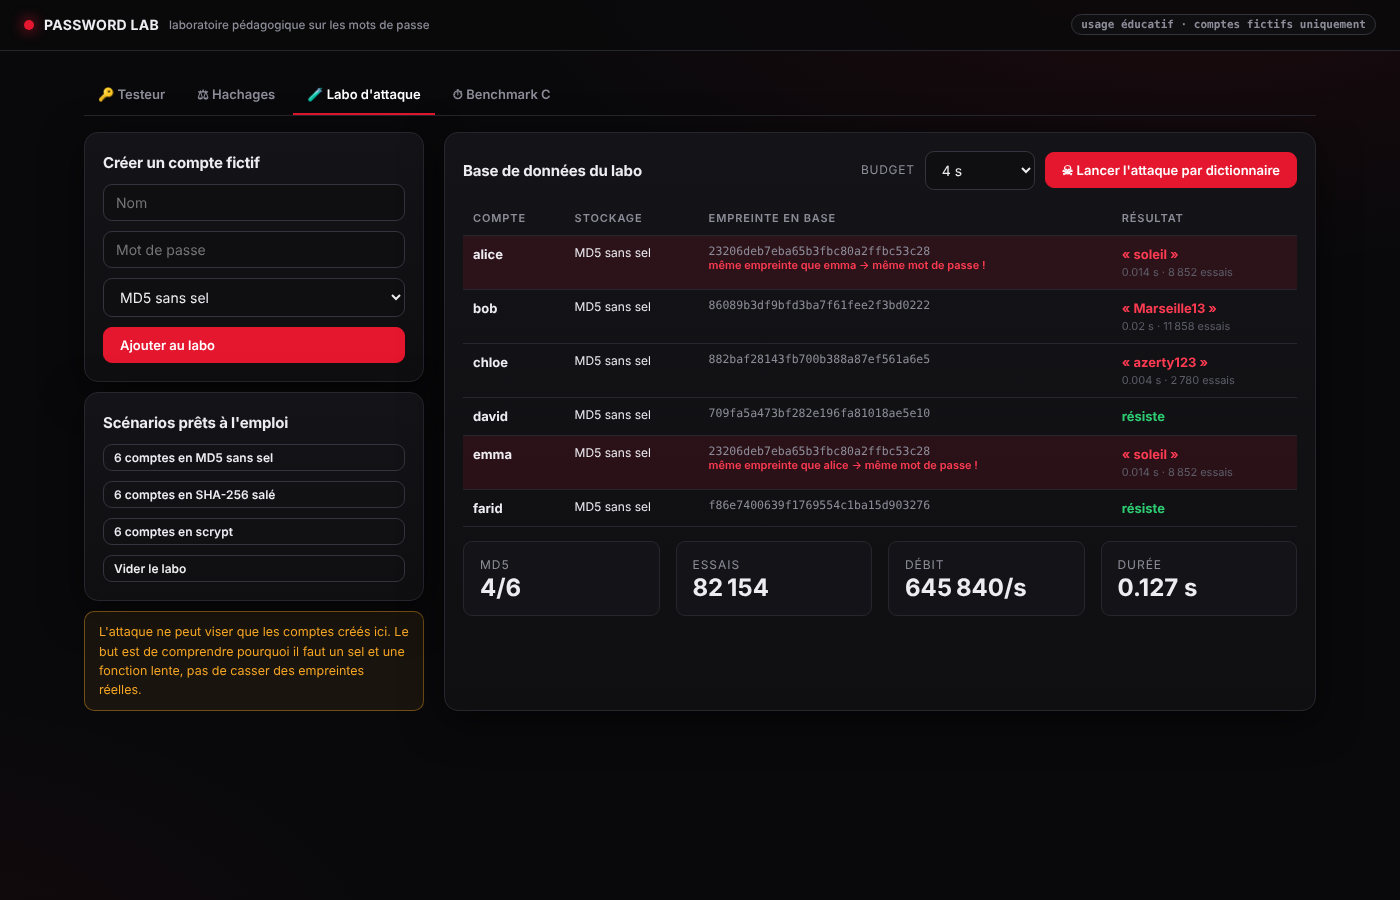 PASSWORD LAB laboratoire pédagogique sur les mots de passe
usage éducatif · comptes fictifs uniquement
🔑 Testeur
⚖ Hachages
🧪 Labo d'attaque
⏱ Benchmark C
Créer un compte fictif
Nom
Mot de passe
MD5 sans sel
Ajouter au labo
Scénarios prêts à l'emploi
6 comptes en MD5 sans sel
6 comptes en SHA-256 salé
6 comptes en scrypt
Vider le labo
L'attaque ne peut viser que les comptes créés ici. Le
but est de comprendre pourquoi il faut un sel et une
fonction lente, pas de casser des empreintes
réelles.
Base de données du labo
BUDGET
4 s
☠ Lancer l'attaque par dictionnaire
COMPTE STOCKAGE EMPREINTE EN BASE RÉSULTAT
alice MD5 sans sel 23206deb7eba65b3fbc80a2ffbc53c28 « soleil »
même empreinte que emma → même mot de passe ! 0.014 s · 8 852 essais
bob MD5 sans sel 86089b3df9bfd3ba7f61fee2f3bd0222 « Marseille13 »
0.02 s · 11 858 essais
chloe MD5 sans sel 882baf28143fb700b388a87ef561a6e5 « azerty123 »
0.004 s · 2 780 essais
david MD5 sans sel 709fa5a473bf282e196fa81018ae5e10 résiste
emma MD5 sans sel 23206deb7eba65b3fbc80a2ffbc53c28 « soleil »
même empreinte que alice → même mot de passe ! 0.014 s · 8 852 essais
farid MD5 sans sel f86e7400639f1769554c1ba15d903276 résiste
MD5
4/6
ESSAIS
82 154
DÉBIT
645 840/s
DURÉE
0.127 s